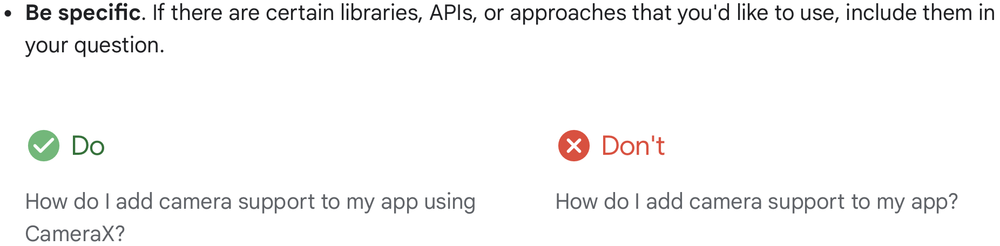 • Be specific. If there are certain libraries, APIs, or approaches that you'd like to use, include them in
your question.
Do
How do I add camera support to my app using
CameraX?
Don't
How do I add camera support to my app?